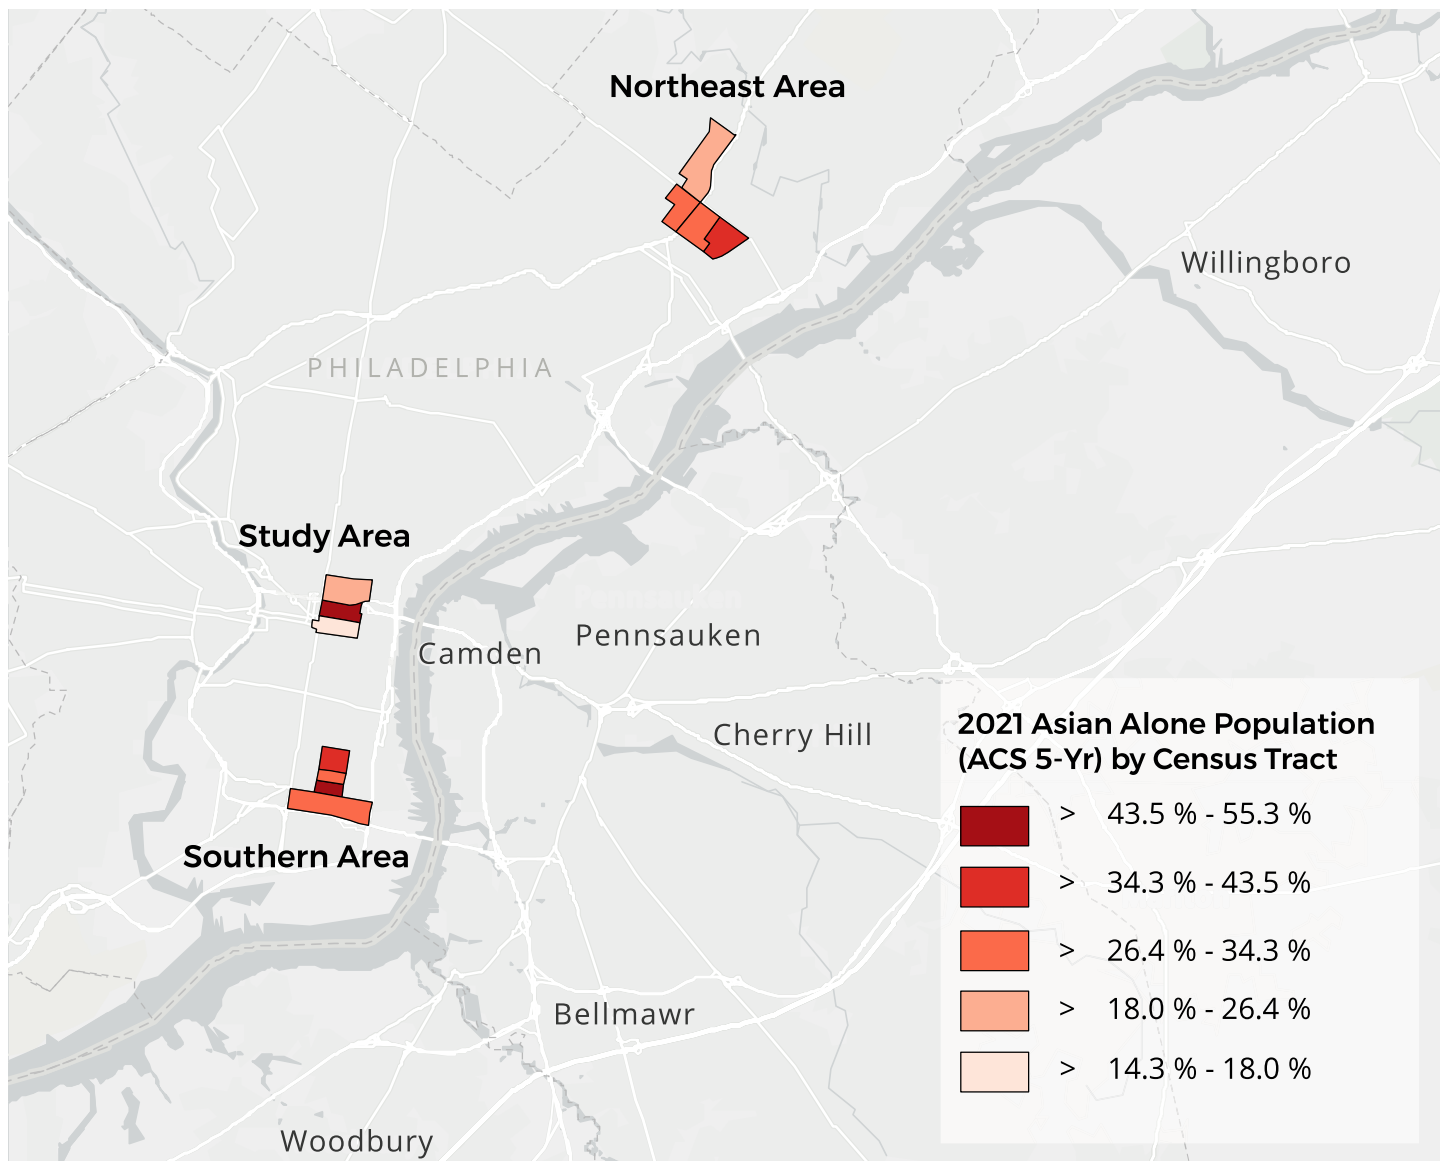 Northeast Area
Willingboro
PHILADELPHIA
Study Area
Pennsauken
Camden
Cherry Hill
2021 Asian Alone Population
(ACS 5-Yr) by Census Tract
> 43.5 % - 55.3 %
> 34.3 % - 43.5 %
> 26.4 % - 34.3 %
> 18.0 % - 26.4 %
> 14.3 % - 18.0 %
Southern Area
Bellmawr
Woodbury